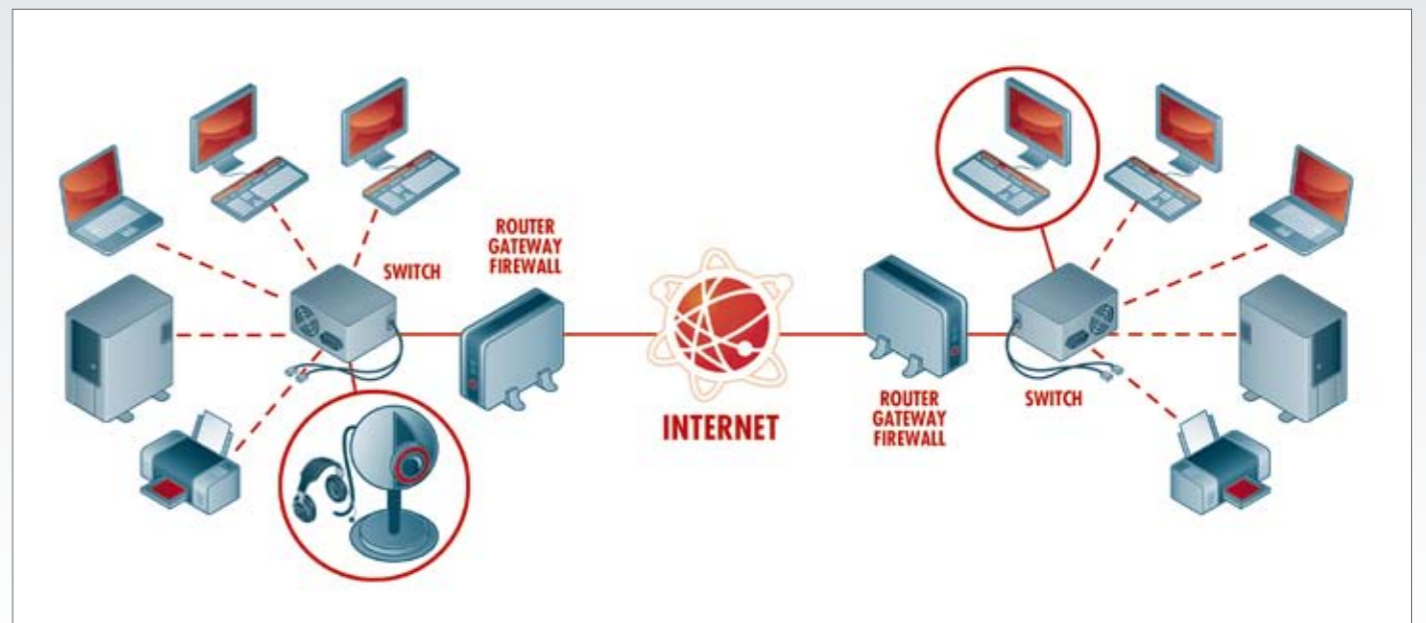 ROUTER
GATEWAY
FIREWALL
SWITCH
INTERNET
ROUTER
GATEWAY
FIREWALL
SWITCH